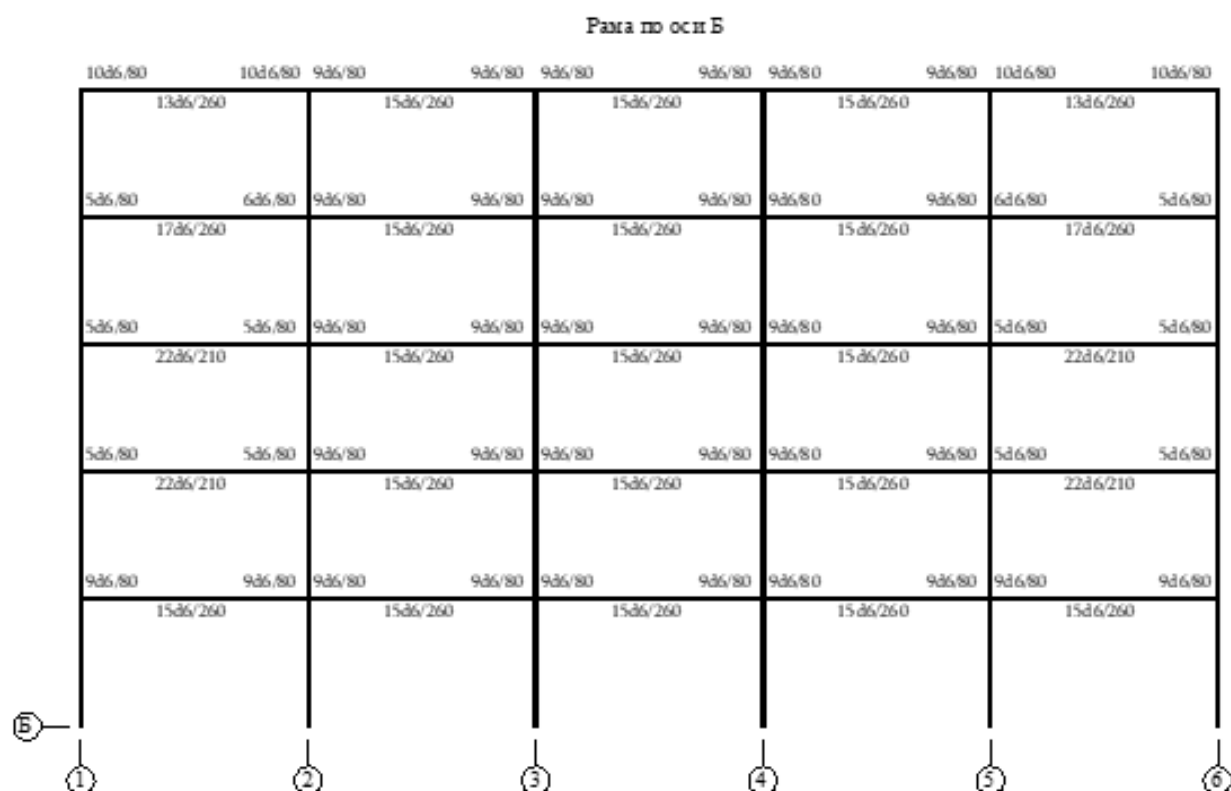 Рама по оси Б
10d6/80 10d6/80 9d6/80 9d6/80 9d6/80 9d6/80 9d6/80 9d6/80 10d6/80 10d6/80
13d6/260 15d6/260 15d6/260 15d6/260 13d6/260
5d6/80 6d6/80 9d6/80 9d6/80 9d6/80 9d6/80 9d6/80 9d6/80 6d6/80 5d6/80
17d6/260 15d6/260 15d6/260 15d6/260 17d6/260
5d6/80 5d6/80 9d6/80 9d6/80 9d6/80 9d6/80 9d6/80 9d6/80 5d6/80 5d6/80
22d6/210 15d6/260 15d6/260 15d6/260 22d6/210
5d6/80 5d6/80 9d6/80 9d6/80 9d6/80 9d6/80 9d6/80 9d6/80 5d6/80 5d6/80
22d6/210 15d6/260 15d6/260 15d6/260 22d6/210
9d6/80 9d6/80 9d6/80 9d6/80 9d6/80 9d6/80 9d6/80 9d6/80 9d6/80 9d6/80
15d6/260 15d6/260 15d6/260 15d6/260 15d6/260
Б
1 2 3 4 5 6